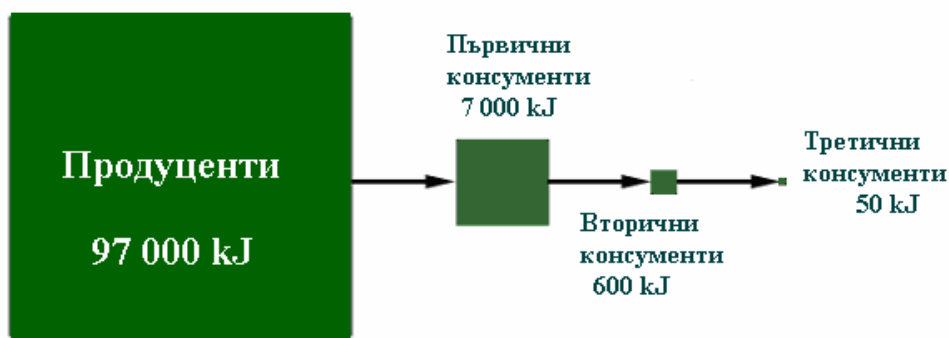 Продуценти
97 000 kJ
Първични
консументи
7 000 kJ
Вторични
консументи
600 kJ
Третични
консументи
50 kJ